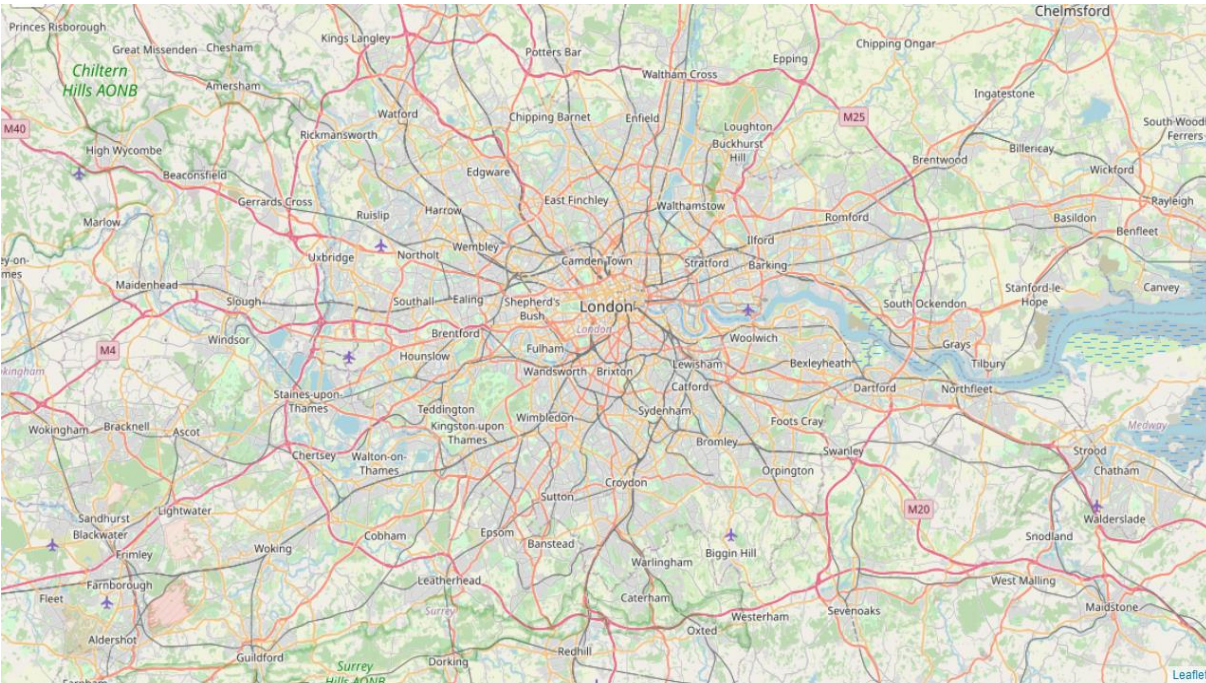 Chelmsford
Princes Risborough
Kings Langley
Great Missenden
Chesham
Potters Bar
Chipping Ongar
Epping
Waltham Cross
Chiltern
Hills AONB
Amersham
Ingatestone
Watford
Chipping Barnet
Enfield
M25
M40
Rickmansworth
Loughton
South Wood
Ferrers
Buckhurst
Hill
High Wycombe
Billericay
Brentwood
Beaconsfield
Edgware
Wickford
Gerrards Cross
East Finchley
Walthamstow
Rayleigh
Marlow
Ruislip
Harrow
Romford
Basildon
Benfleet
Wembley
Ilford
Uxbridge
Northolt
Camden Town
Stratford
Barking
ey-on-
mes
Maidenhead
Slough
Southall
Ealing
Shepherd's
Bush
London
London
South Ockendon
Stanford-le-
Hope
Canvey
Windsor
Brentford
Woolwich
Grays
M4
Hounslow
Fulham
Wandsworth
Brixton
Lewisham
Bexleyheath
Tilbury
kingham
Catford
Dartford
Northfleet
Staines-upon-
Thames
Teddington
Kingston upon
Thames
Wimbledon
Sydenham
Foots Cray
Medway
Wokingham
Bracknell
Ascot
Bromley
Chertsey
Walton-on-
Thames
Swanley
Strood
Chatham
Orpington
Croydon
Sutton
Lightwater
M20
Sandhurst
Blackwater
Walderslade
Cobham
Epsom
Banstead
Snodland
Frimley
Woking
Biggin Hill
Warlingham
Farnborough
Leatherhead
West Malling
Fleet
Caterham
Surrey
Westerham
Sevenoaks
Maidstone
Aldershot
Oxted
Guildford
Dorking
Redhill
Surrey
Hills AONB
Farnham
Leaflet